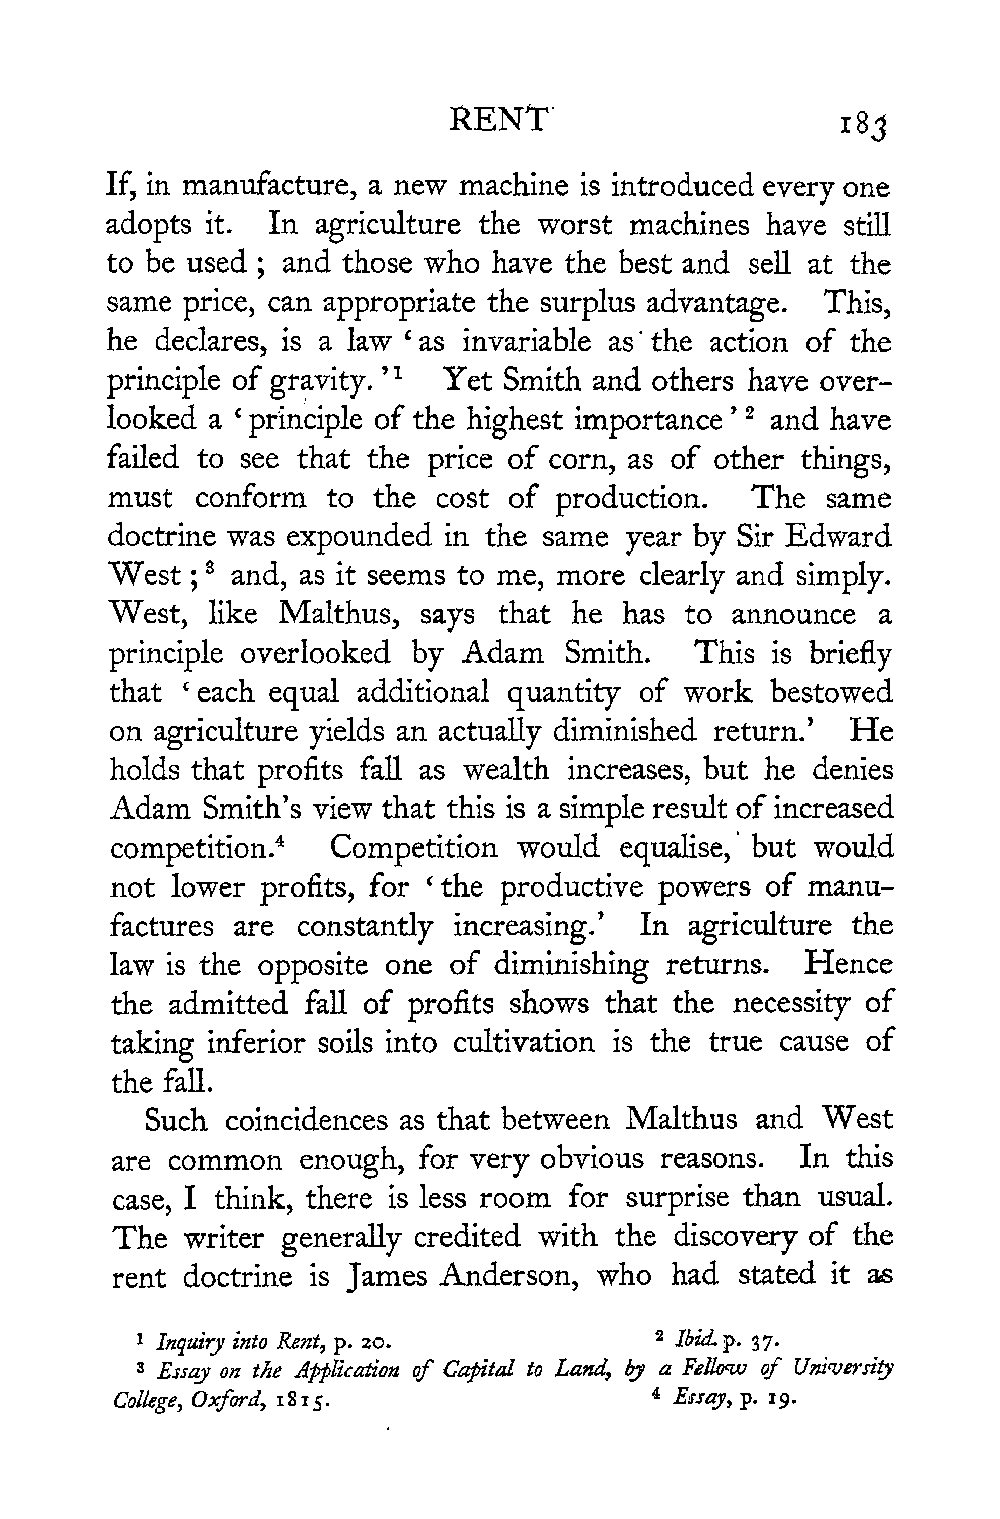 RENT 183
If, in manufacture, a new machine is introduced every one
adopts it. In agriculture the worst machines have still
to be used ; and those who have the best and sell at the
same price, can appropriate the surplus advantage. This,
he declares, is a law ‘ as invariable as the action of the
principle of gravity. ’ ¹ Yet Smith and others have over-
looked a ‘ principle of the highest importance ’ ² and have
failed to see that the price of corn, as of other things,
must conform to the cost of production. The same
doctrine was expounded in the same year by Sir Edward
West ; ³ and, as it seems to me, more clearly and simply.
West, like Malthus, says that he has to announce a
principle overlooked by Adam Smith. This is briefly
that ‘ each equal additional quantity of work bestowed
on agriculture yields an actually diminished return.’ He
holds that profits fall as wealth increases, but he denies
Adam Smith’s view that this is a simple result of increased
competition.⁴ Competition would equalise, but would
not lower profits, for ‘ the productive powers of manu-
factures are constantly increasing.’ In agriculture the
law is the opposite one of diminishing returns. Hence
the admitted fall of profits shows that the necessity of
taking inferior soils into cultivation is the true cause of
the fall.
Such coincidences as that between Malthus and West
are common enough, for very obvious reasons. In this
case, I think, there is less room for surprise than usual.
The writer generally credited with the discovery of the
rent doctrine is James Anderson, who had stated it as
¹ Inquiry into Rent, p. 20. ² Ibid. p. 37.
³ Essay on the Application of Capital to Land, by a Fellow of University
College, Oxford, 1815. ⁴ Essay, p. 19.